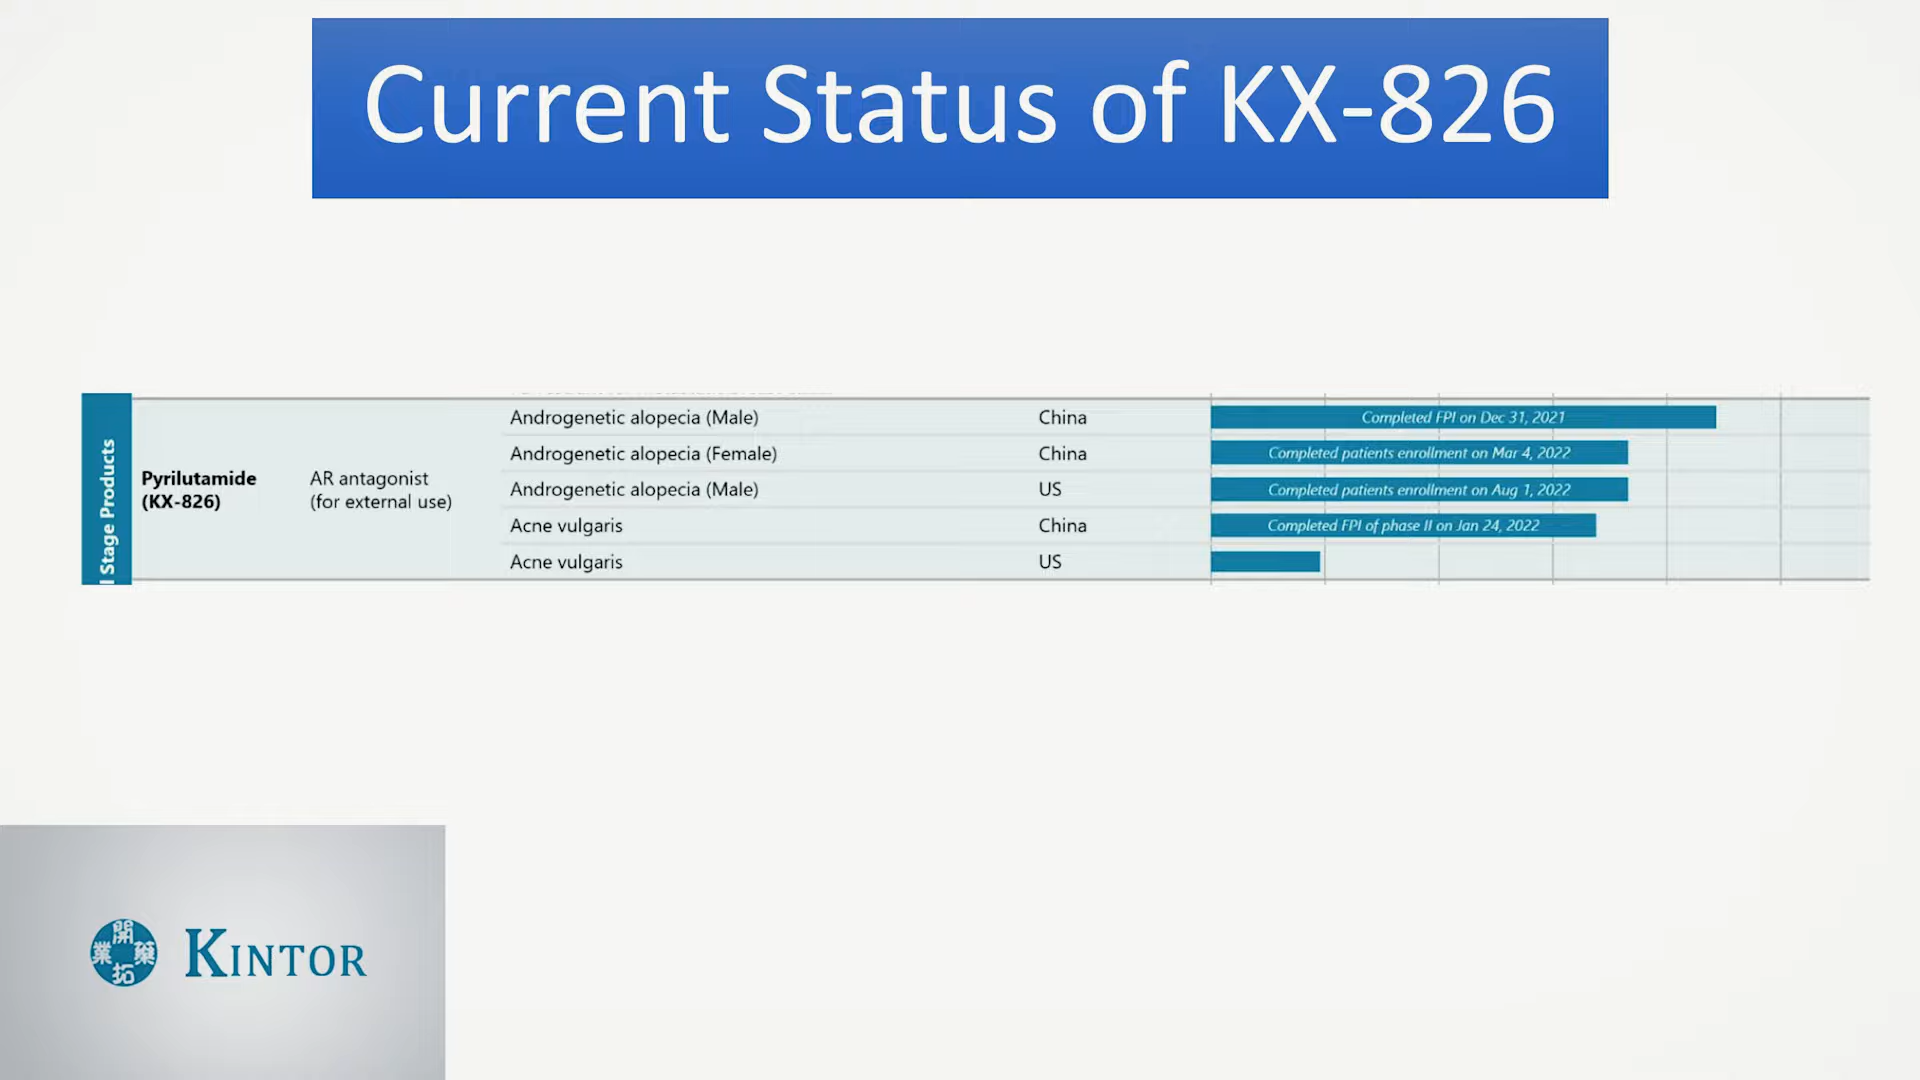 Current Status of KX-826
l Stage Products
Pyrilutamide
(KX-826)
AR antagonist
(for external use)
Androgenetic alopecia (Male) China Completed FPI on Dec 31, 2021
Androgenetic alopecia (Female) China Completed patients enrollment on Mar 4, 2022
Androgenetic alopecia (Male) US Completed patients enrollment on Aug 1, 2022
Acne vulgaris China Completed FPI of phase II on Jan 24, 2022
Acne vulgaris US
開
業 藥
拓
KINTOR